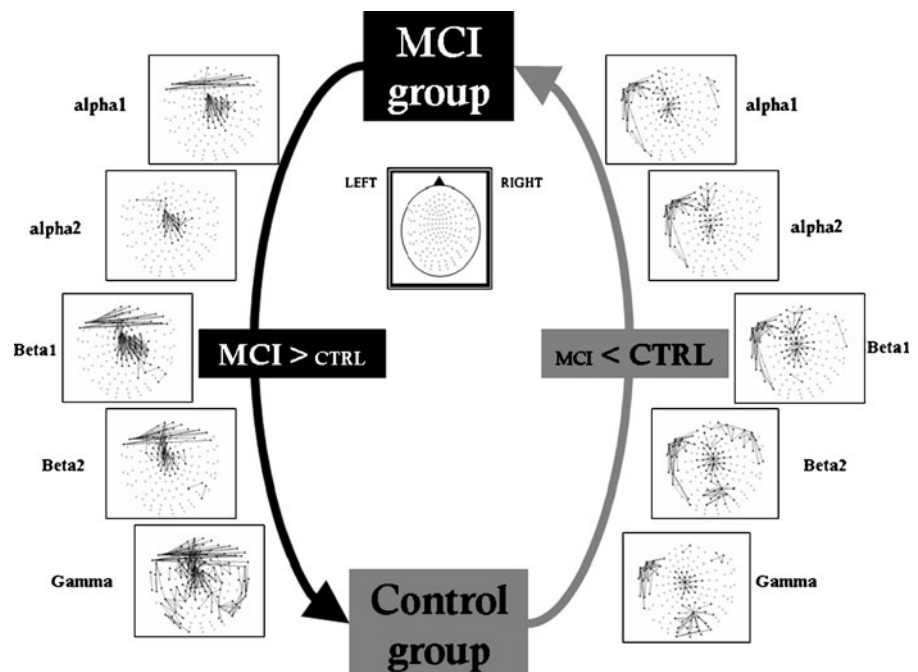 MCI
group
alpha1
alpha1
LEFT
RIGHT
alpha2
alpha2
Beta1
MCI > CTRL
MCI < CTRL
Beta1
Beta2
Beta2
Gamma
Gamma
Control
group